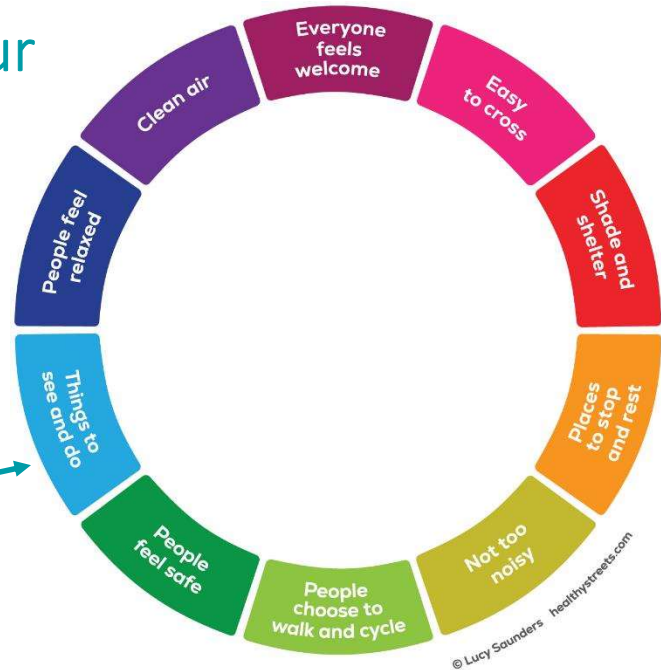 ur
Everyone
feels
welcome
Easy
to cross
Shade and
shelter
Places
to stop
and rest
Not too
noisy
People
choose to
walk and cycle
People
feel safe
Things to
see and do
People feel
relaxed
Clean air
© Lucy Saunders healthystreets.com